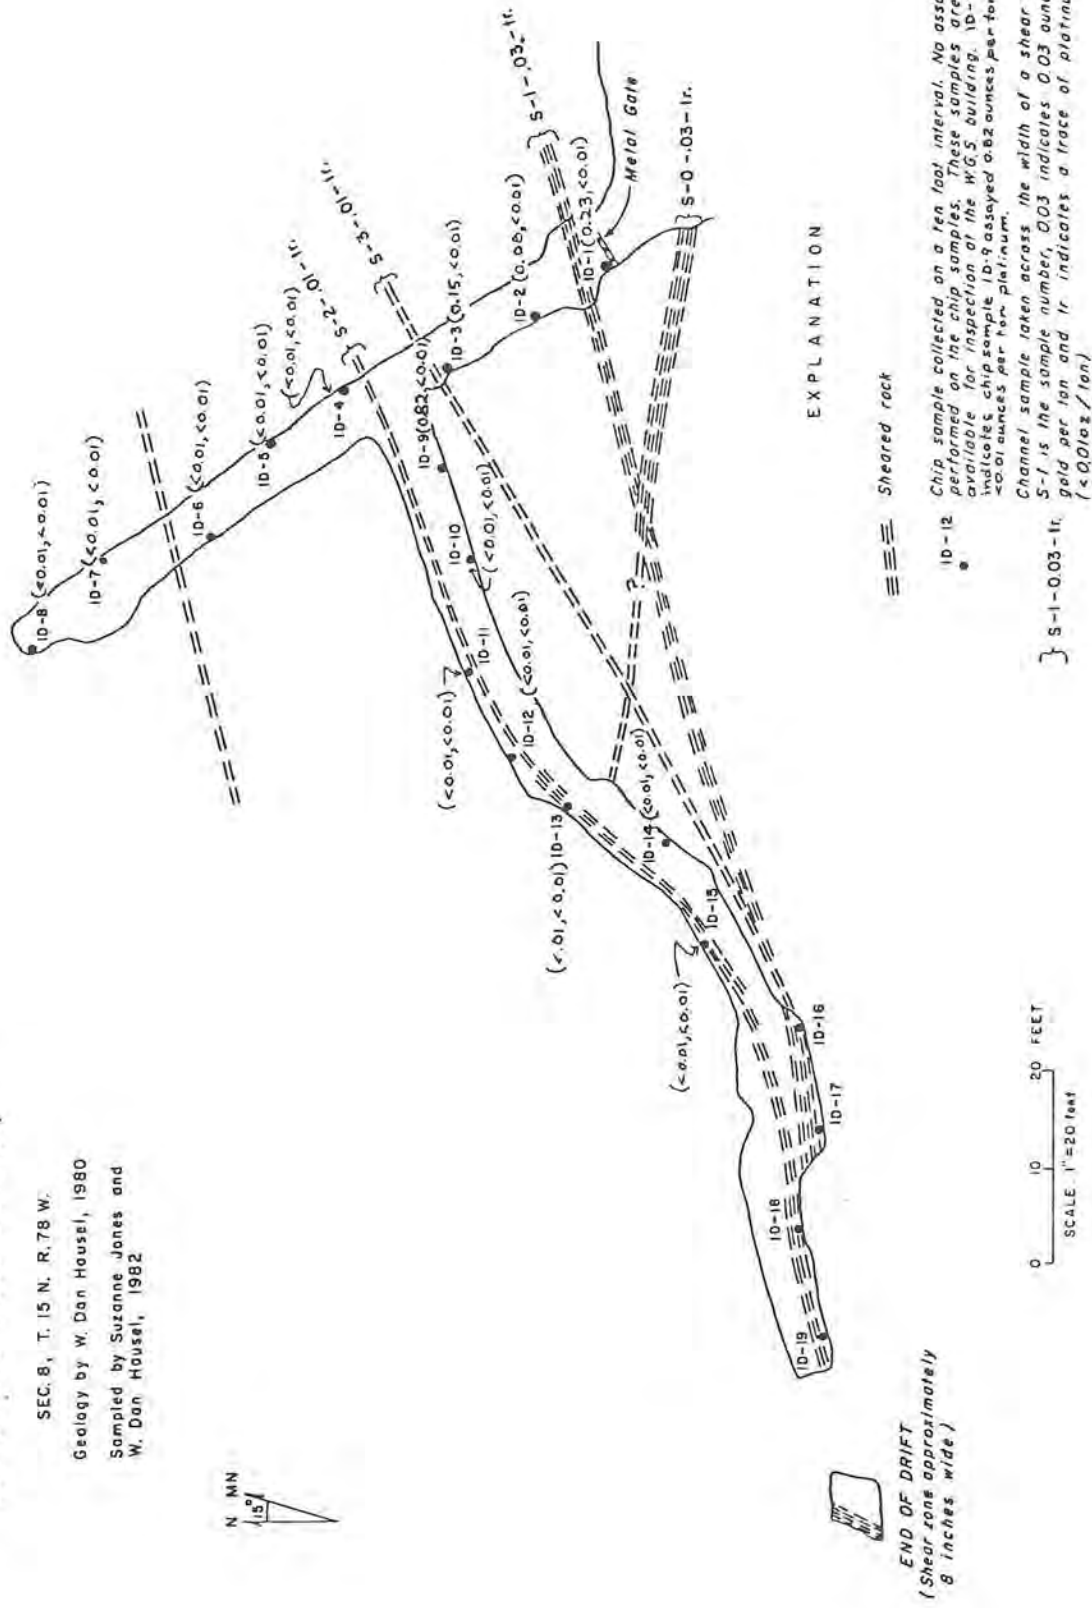 SEC. 8, T. 15 N. R. 78 W.
Geology by W. Dan Hausel, 1980
Sampled by Suzanne Jones and
W. Dan Hausel, 1982
N MN
15°
ID-8 (<0.01, <0.01)
ID-7 (<0.01, <0.01)
ID-6 (<0.01, <0.01)
ID-5 (<0.01, <0.01)
(<0.01, <0.01)
ID-4
S-2-.01-tr.
S-3-.01-tr.
ID-3 (0.15, <0.01)
ID-2 (0.08, <0.01)
S-1-.03-tr.
ID-1 (0.23, <0.01)
Metal Gate
S-0-.03-tr.
ID-9 (0.82, <0.01)
ID-10
(<0.01, <0.01)
ID-11
(<0.01, <0.01)
ID-12 (<0.01, <0.01)
(<.01, <0.01) ID-13
ID-14 (<0.01, <0.01)
ID-15
(<0.01, <0.01)
ID-16
ID-17
ID-18
ID-19
?
END OF DRIFT
(Shear zone approximately
8 inches wide.)
0 10 20 FEET
SCALE 1"=20 feet
EXPLANATION
Sheared rock
ID-12
Chip sample collected on a ten foot interval. No
performed on the chip samples. These samples are
available for inspection at the W.G.S. building. ID-
indicates chip sample ID-9 assayed 0.82 ounces per
<0.01 ounces per ton platinum.
S-1-0.03-tr.
Channel sample taken across the width of a shear
S-1 is the sample number, 0.03 indicates 0.03
gold per ton and tr. indicates a trace of
(<0.01oz/ton)